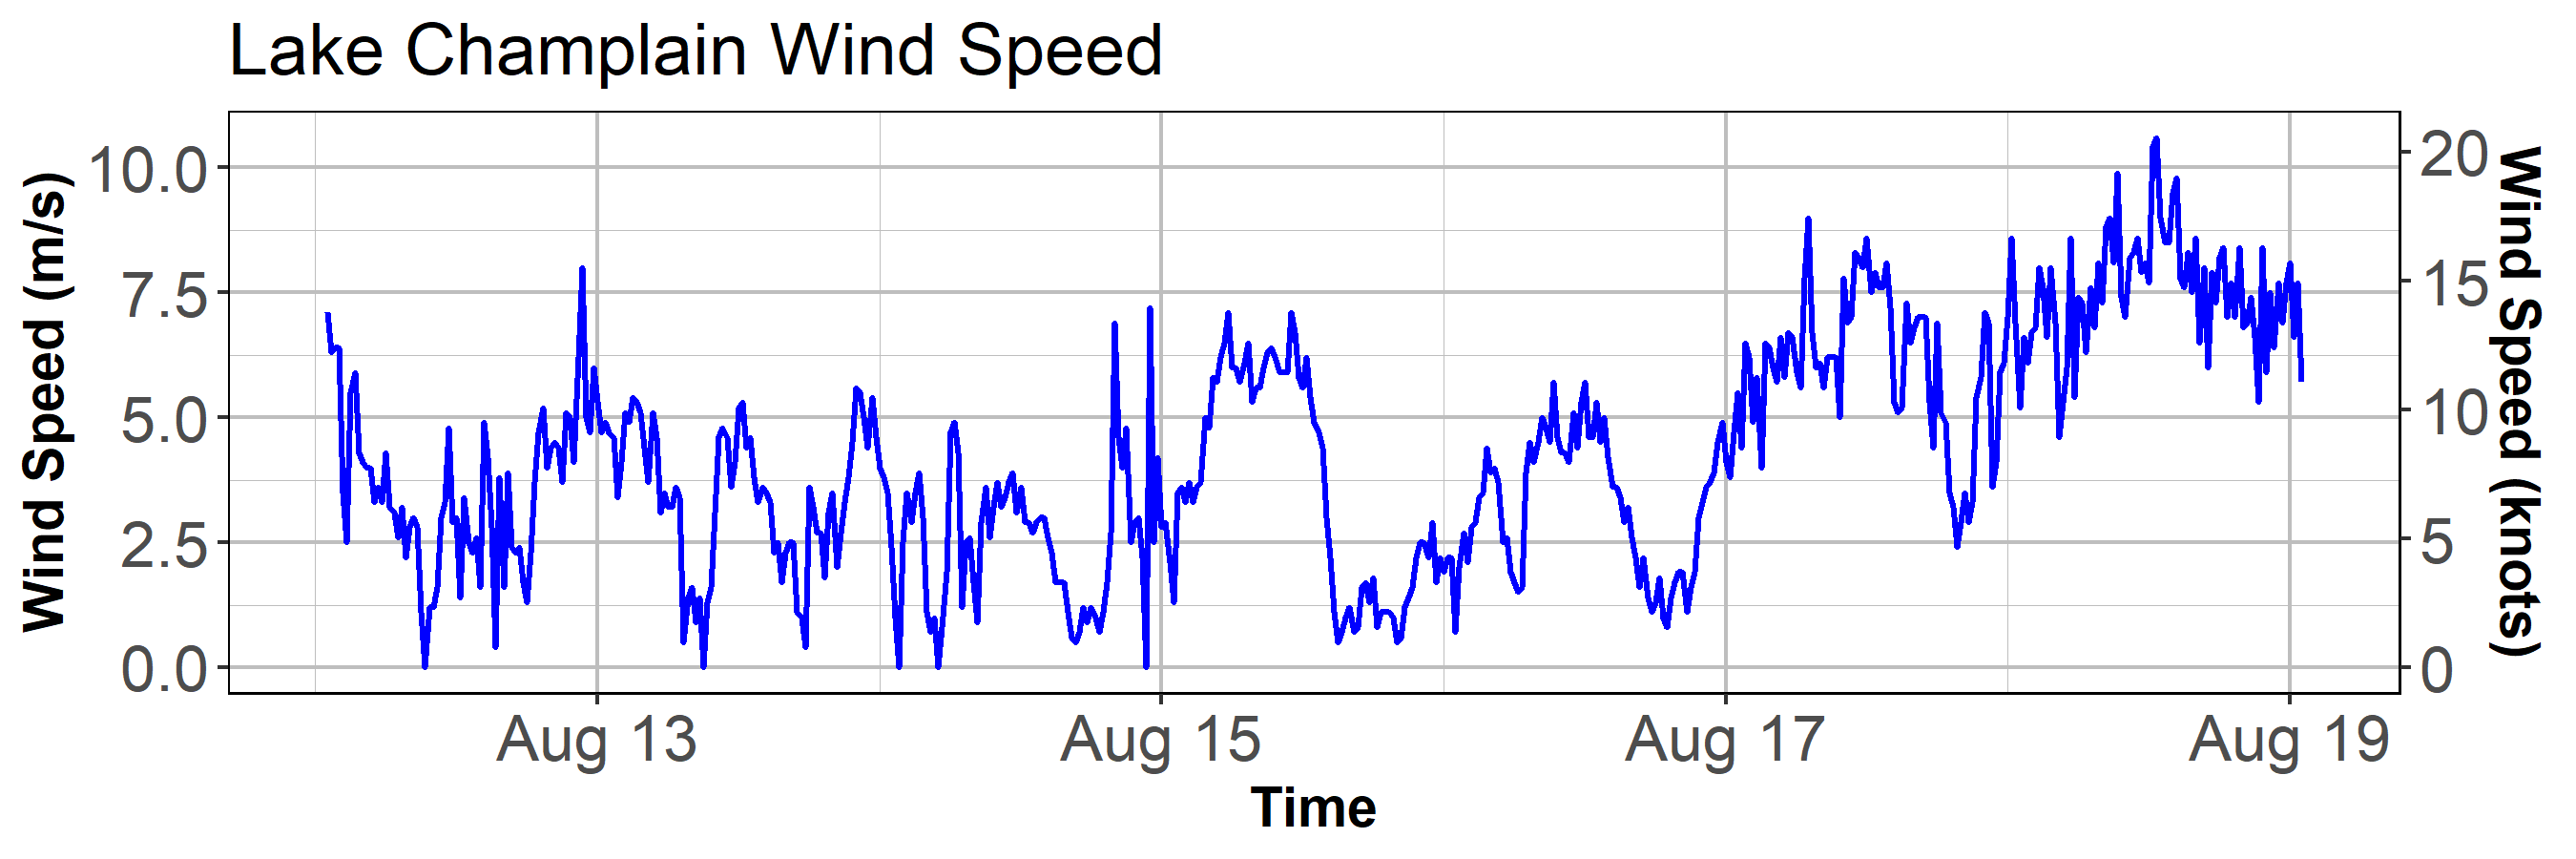 Lake Champlain Wind Speed
Wind Speed (m/s)
10.0
7.5
5.0
2.5
0.0
20
15
10
5
0
Wind Speed (knots)
Aug 13
Aug 15
Aug 17
Aug 19
Time